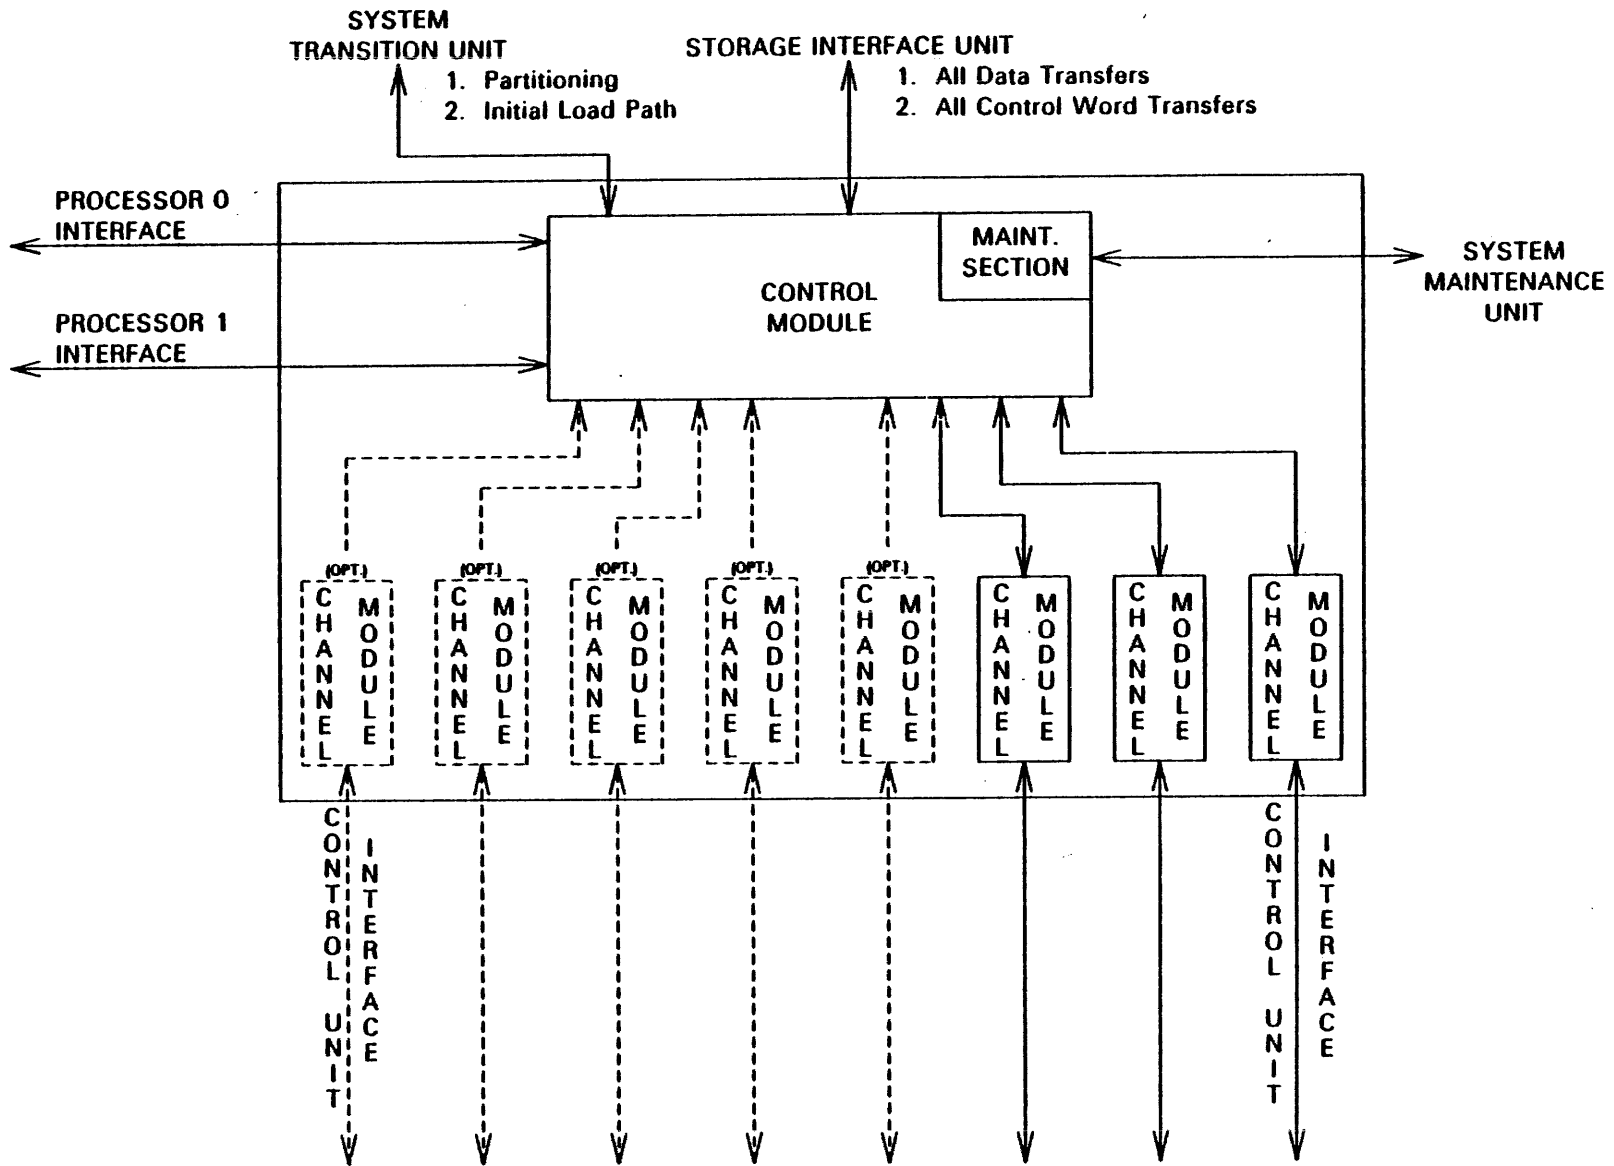 SYSTEM
TRANSITION UNIT
1. Partitioning
2. Initial Load Path
STORAGE INTERFACE UNIT
1. All Data Transfers
2. All Control Word Transfers
PROCESSOR 0
INTERFACE
PROCESSOR 1
INTERFACE
MAINT.
SECTION
CONTROL
MODULE
SYSTEM
MAINTENANCE
UNIT
(OPT.)
CHANNEL
MODULE
(OPT.)
CHANNEL
MODULE
(OPT.)
CHANNEL
MODULE
(OPT.)
CHANNEL
MODULE
(OPT.)
CHANNEL
MODULE
CHANNEL
MODULE
CHANNEL
MODULE
CHANNEL
MODULE
CONTROL UNIT
INTERFACE
CONTROL UNIT
INTERFACE